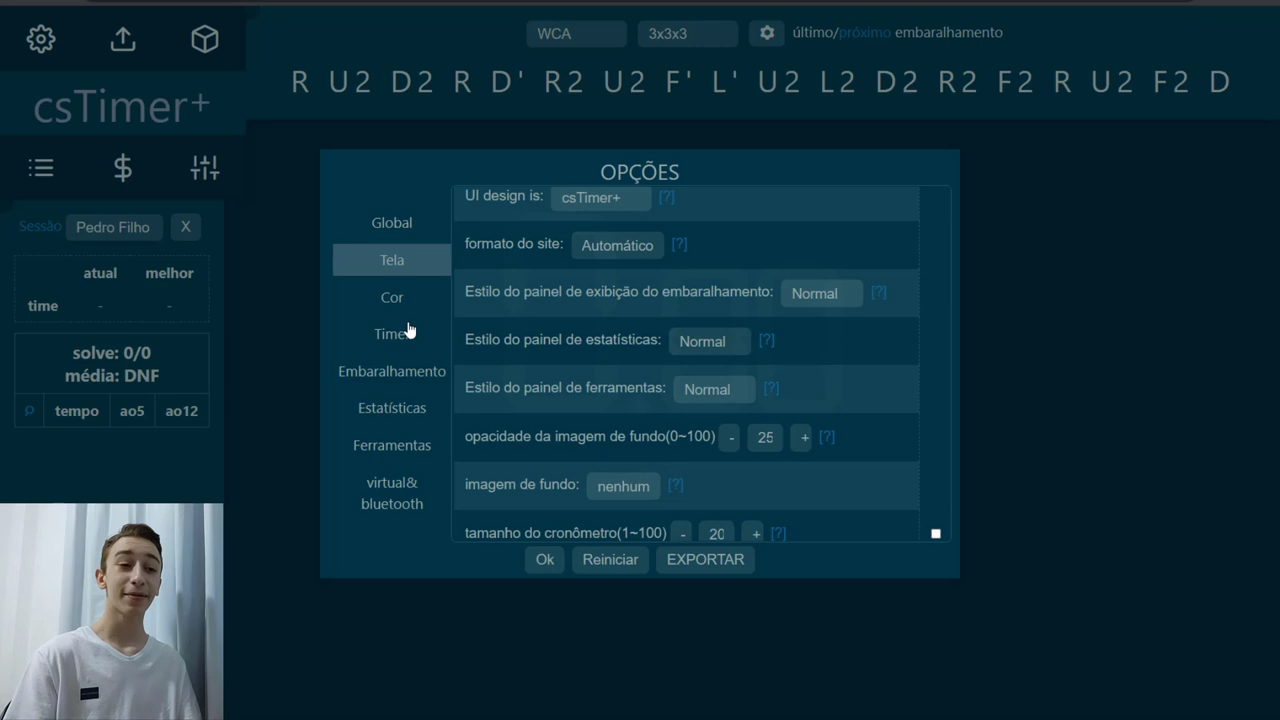 WCA
3x3x3
último/próximo embaralhamento
R U2 D2 R D' R2 U2 F' L' U2 L2 D2 R2 F2 R U2 F2 D
csTimer+
Sessão Pedro Filho X
atual melhor
time - -
solve: 0/0
média: DNF
tempo ao5 ao12
OPÇÕES
Global
Tela
Cor
Embaralhamento
Estatísticas
Ferramentas
virtual&
bluetooth
UI design is: csTimer+ [?]
formato do site: Automático [?]
Estilo do painel de exibição do embaralhamento: Normal [?]
Estilo do painel de estatísticas: Normal [?]
Estilo do painel de ferramentas: Normal [?]
opacidade da imagem de fundo(0~100) - 25 + [?]
imagem de fundo: nenhum [?]
tamanho do cronômetro(1~100) - 20 + [?]
Ok Reiniciar EXPORTAR